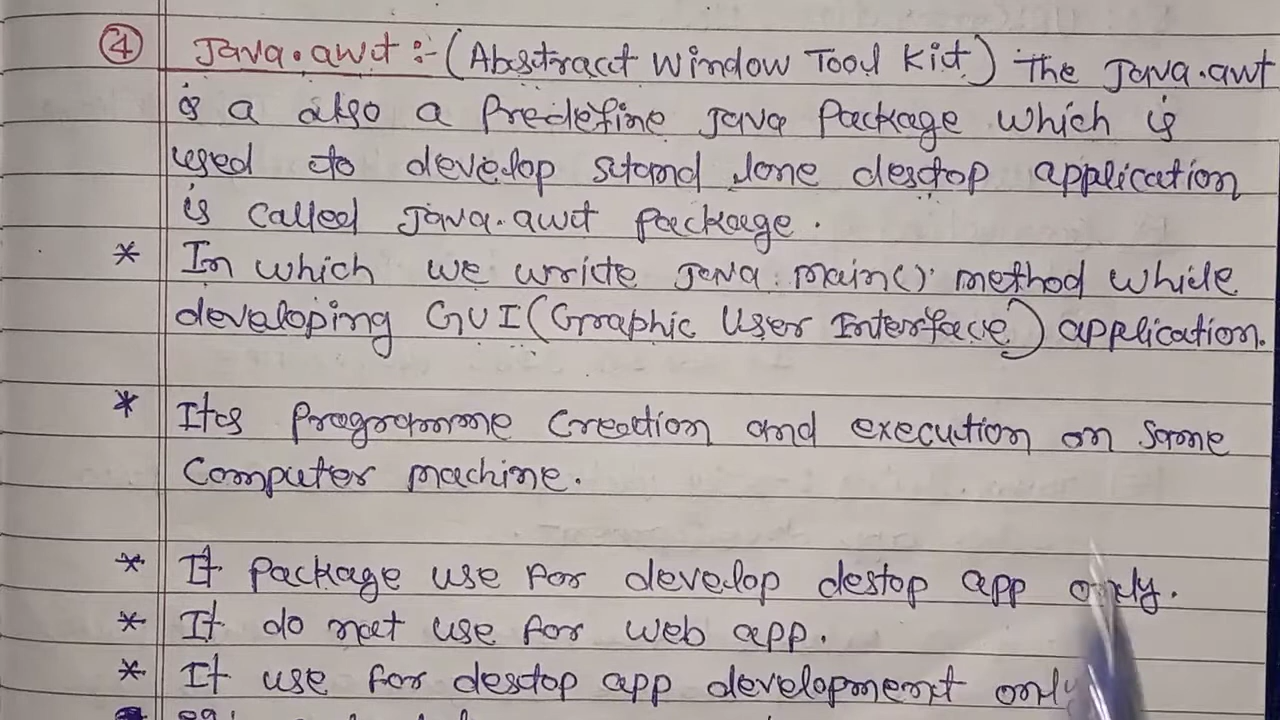 ④ Java.awt :- (Abstract Window Tool Kit) The Java.awt
is a also a Predefine Java Package which is
used to develop stand lone destop application
is called Java.awt Package.
* In which we write Java main() method while
developing GUI (Graphic User Interface) application.
* Its Programme Creation and execution on same
Computer machine.
* It Package use for develop destop app only.
* It do not use for web app.
* It use for desctop app development only